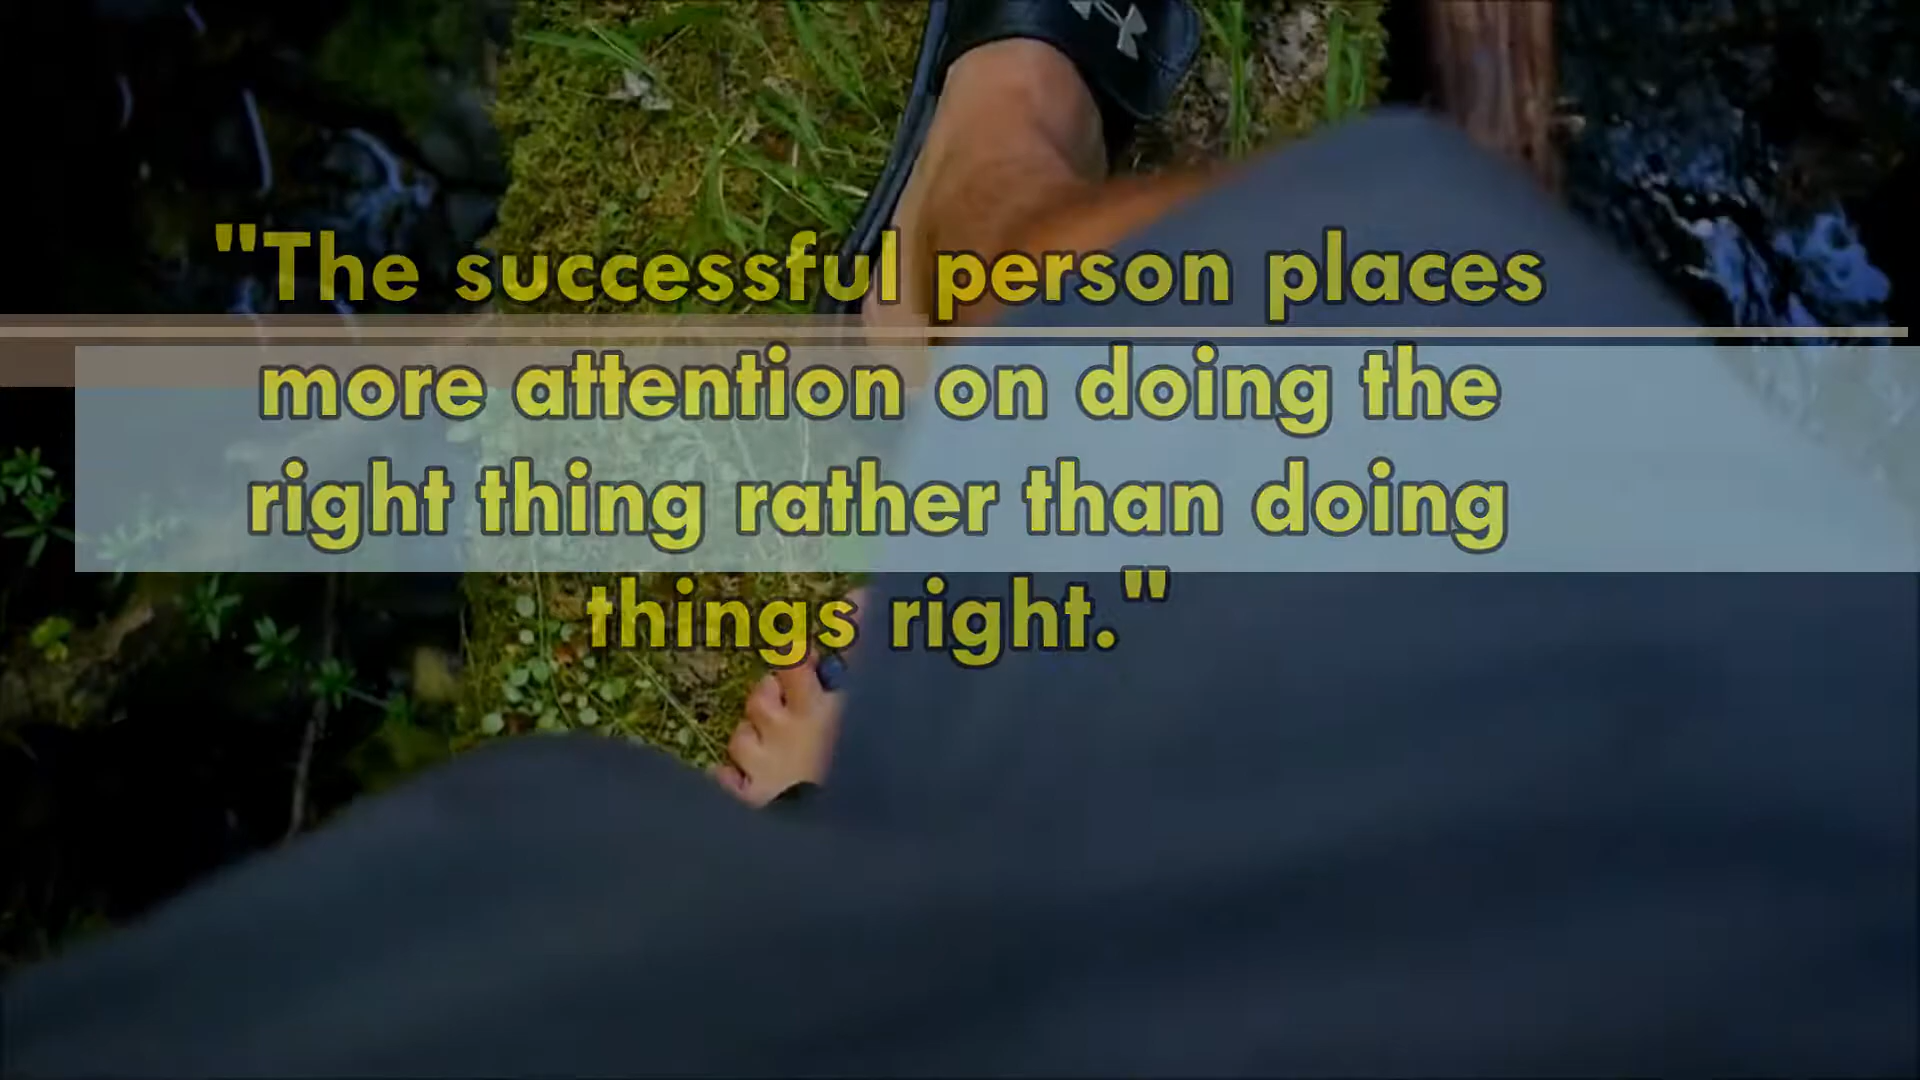 "The successful person places
more attention on doing the
right thing rather than doing
things right."